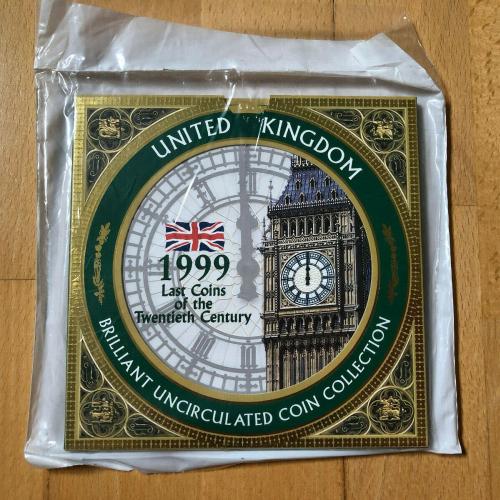 UNITED KINGDOM
1999
Last Coins
of the
Twentieth Century
BRILLIANT UNCIRCULATED COIN COLLECTION